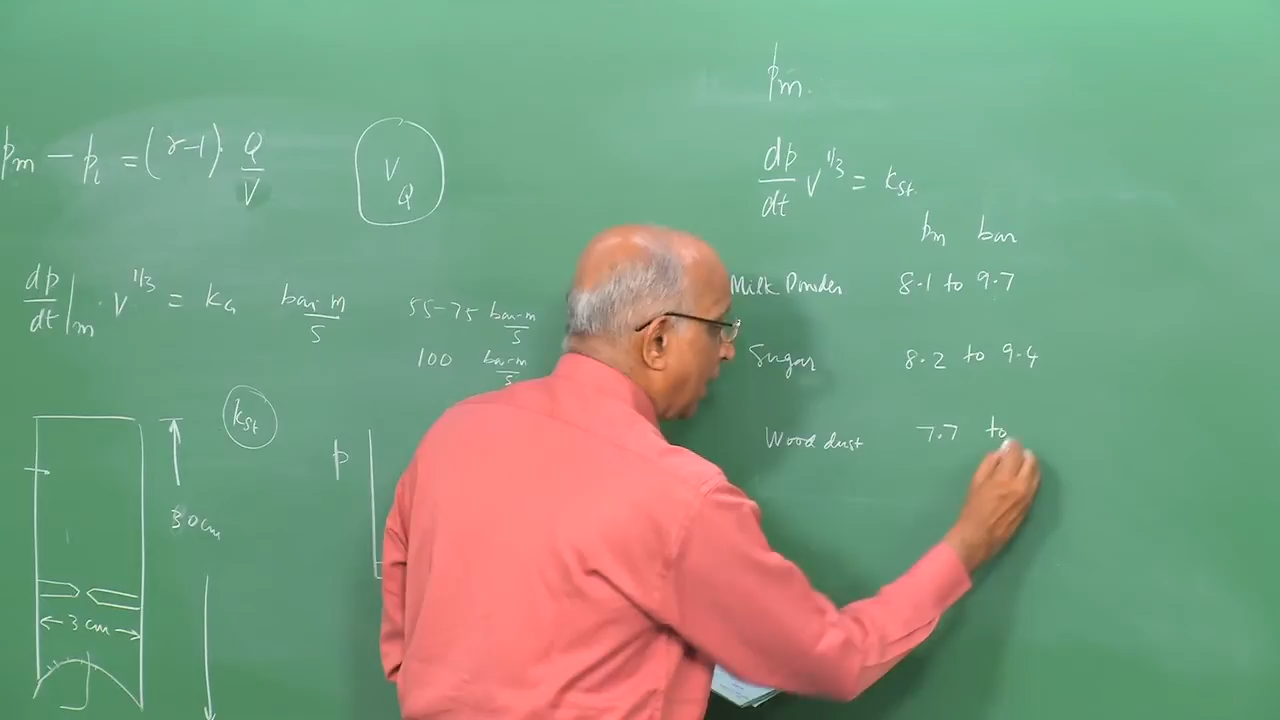 pm - pi = (γ-1) Q/V
V
Q
dp/dt|m · V^1/3 = KG bar-m/s
55-75 bar-m/s
100 bar-m/s
Kst
30 cm
3 cm
p
pm.
dp/dt V^1/3 = Kst.
pm bar
Milk Powder 8.1 to 9.7
Sugar 8.2 to 9.4
Wood dust 7.7 to